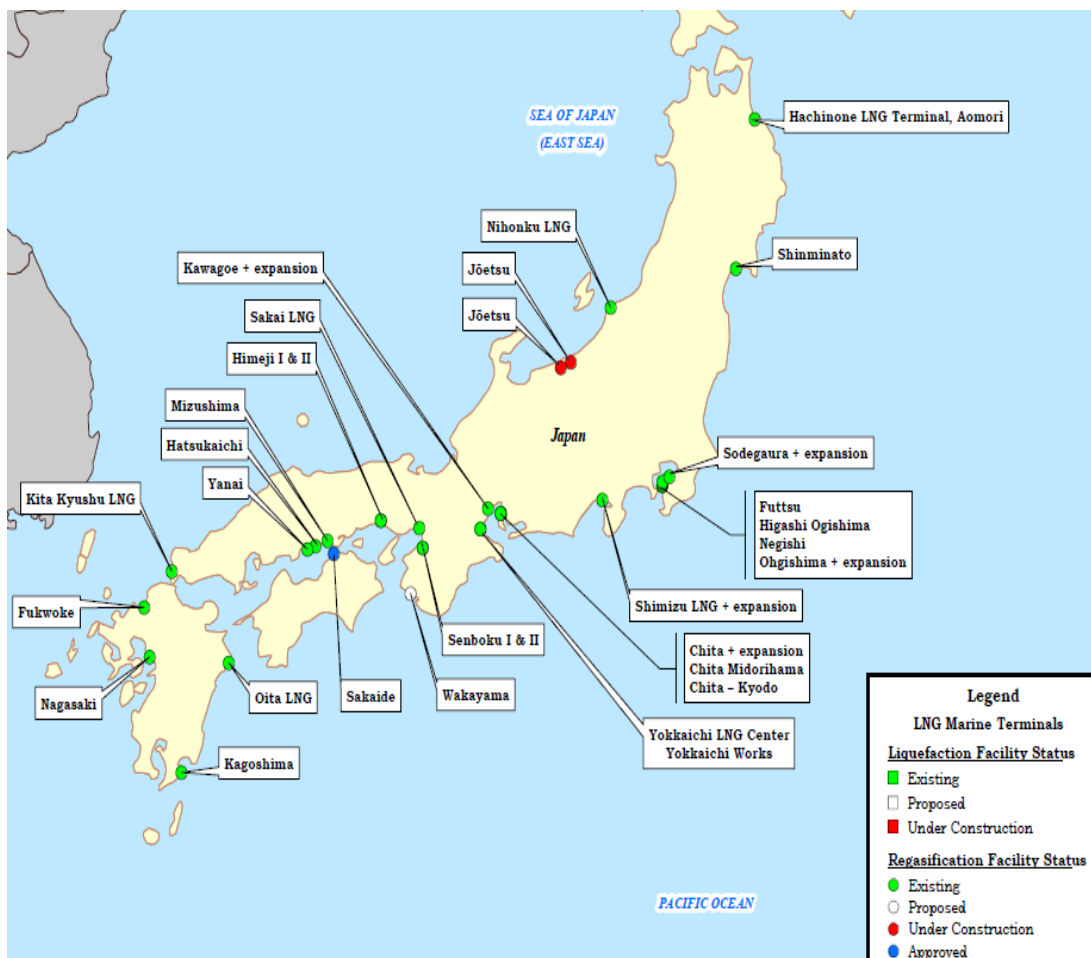 SEA OF JAPAN
(EAST SEA)
Hachinone LNG Terminal, Aomori
Nihonku LNG
Shinminato
Kawagoe + expansion
Jōetsu
Sakai LNG
Jōetsu
Himeji I & II
Mizushima
Japan
Hatsukaichi
Sodegaura + expansion
Yanai
Kita Kyushu LNG
Futtsu
Higashi Ogishima
Negishi
Ohgishima + expansion
Shimizu LNG + expansion
Fukwoke
Senboku I & II
Chita + expansion
Chita Midorihama
Chita – Kyodo
Nagasaki
Oita LNG
Sakaide
Wakayama
Yokkaichi LNG Center
Yokkaichi Works
Kagoshima
PACIFIC OCEAN
Legend
LNG Marine Terminals
Liquefaction Facility Status
Existing
Proposed
Under Construction
Regasification Facility Status
Existing
Proposed
Under Construction
Approved